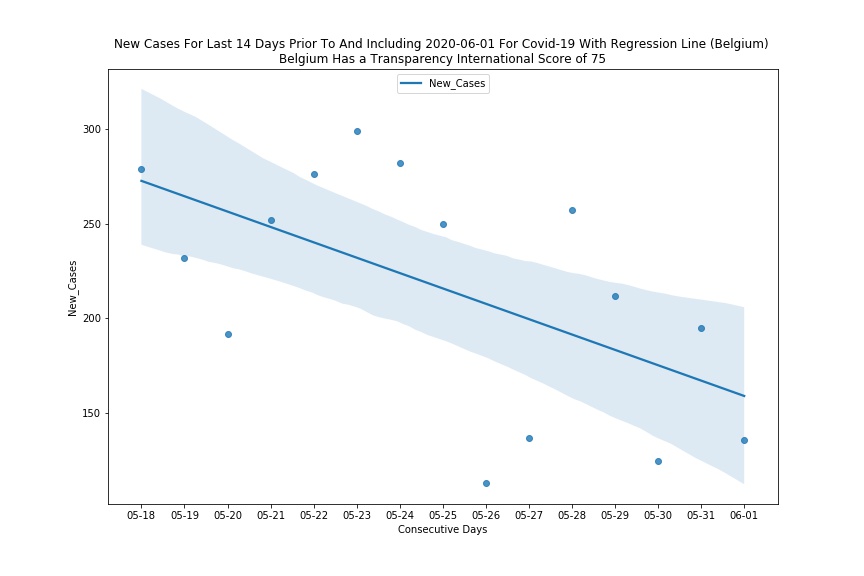 New Cases For Last 14 Days Prior To And Including 2020-06-01 For Covid-19 With Regression Line (Belgium)
Belgium Has a Transparency International Score of 75
New_Cases
300
250
200
150
New_Cases
05-18 05-19 05-20 05-21 05-22 05-23 05-24 05-25 05-26 05-27 05-28 05-29 05-30 05-31 06-01
Consecutive Days